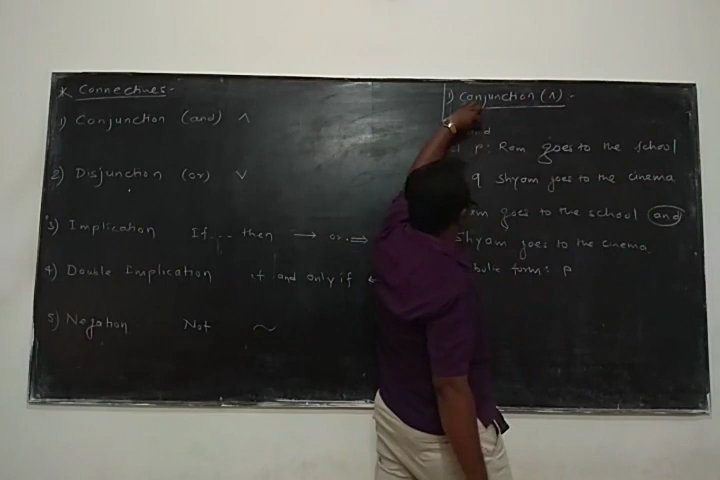 * Connectives -
1) Conjunction (and) ∧
2) Disjunction (or) ∨
3) Implication If... then → or ⇒
4) Double Implication if and only if
5) Negation Not ~
1) Conjunction (∧) -
p: Ram goes to the school
q Shyam goes to the cinema
goes to the school and
Shyam goes to the cinema.
form: p